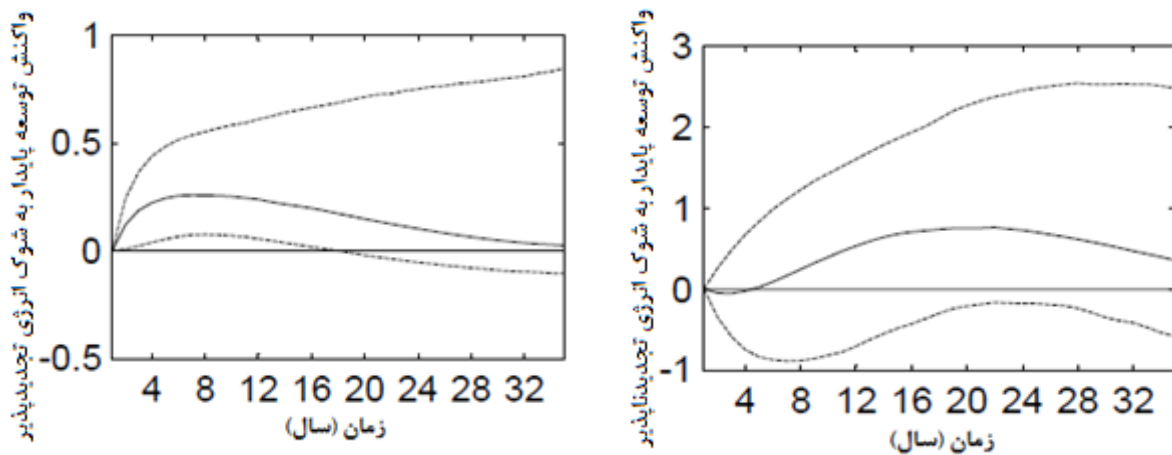 واکنش توسعه پایدار به شوک انرژی تجدیدپذیر
1
0.5
0
-0.5
4 8 12 16 20 24 28 32
زمان (سال)
واکنش توسعه پایدار به شوک انرژی تجدیدناپذیر
3
2
1
0
-1
4 8 12 16 20 24 28 32
زمان (سال)